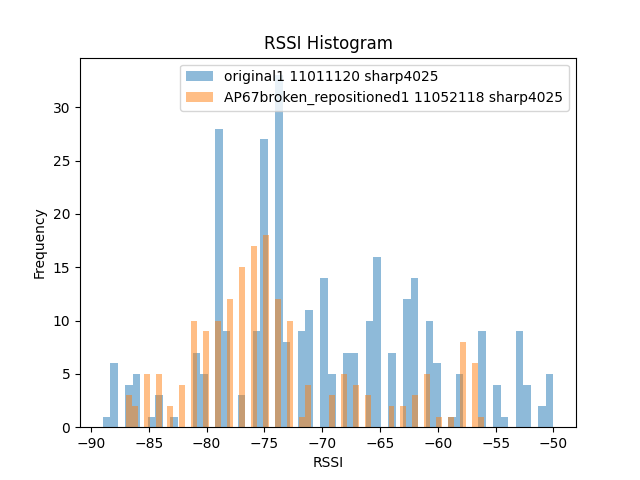 RSSI Histogram
original1 11011120 sharp4025
AP67broken_repositioned1 11052118 sharp4025
Frequency
30
25
20
15
10
5
0
−90 −85 −80 −75 −70 −65 −60 −55 −50
RSSI